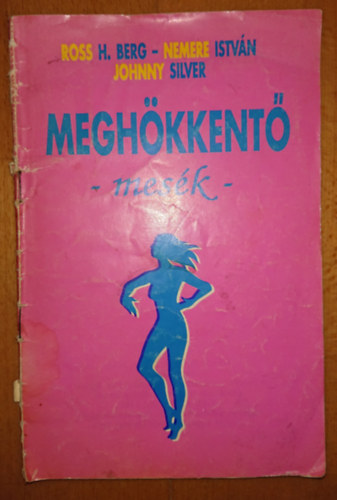 ROSS H. BERG - NEMERE ISTVÁN
JOHNNY SILVER
MEGHÖKKENTŐ
- mesék -